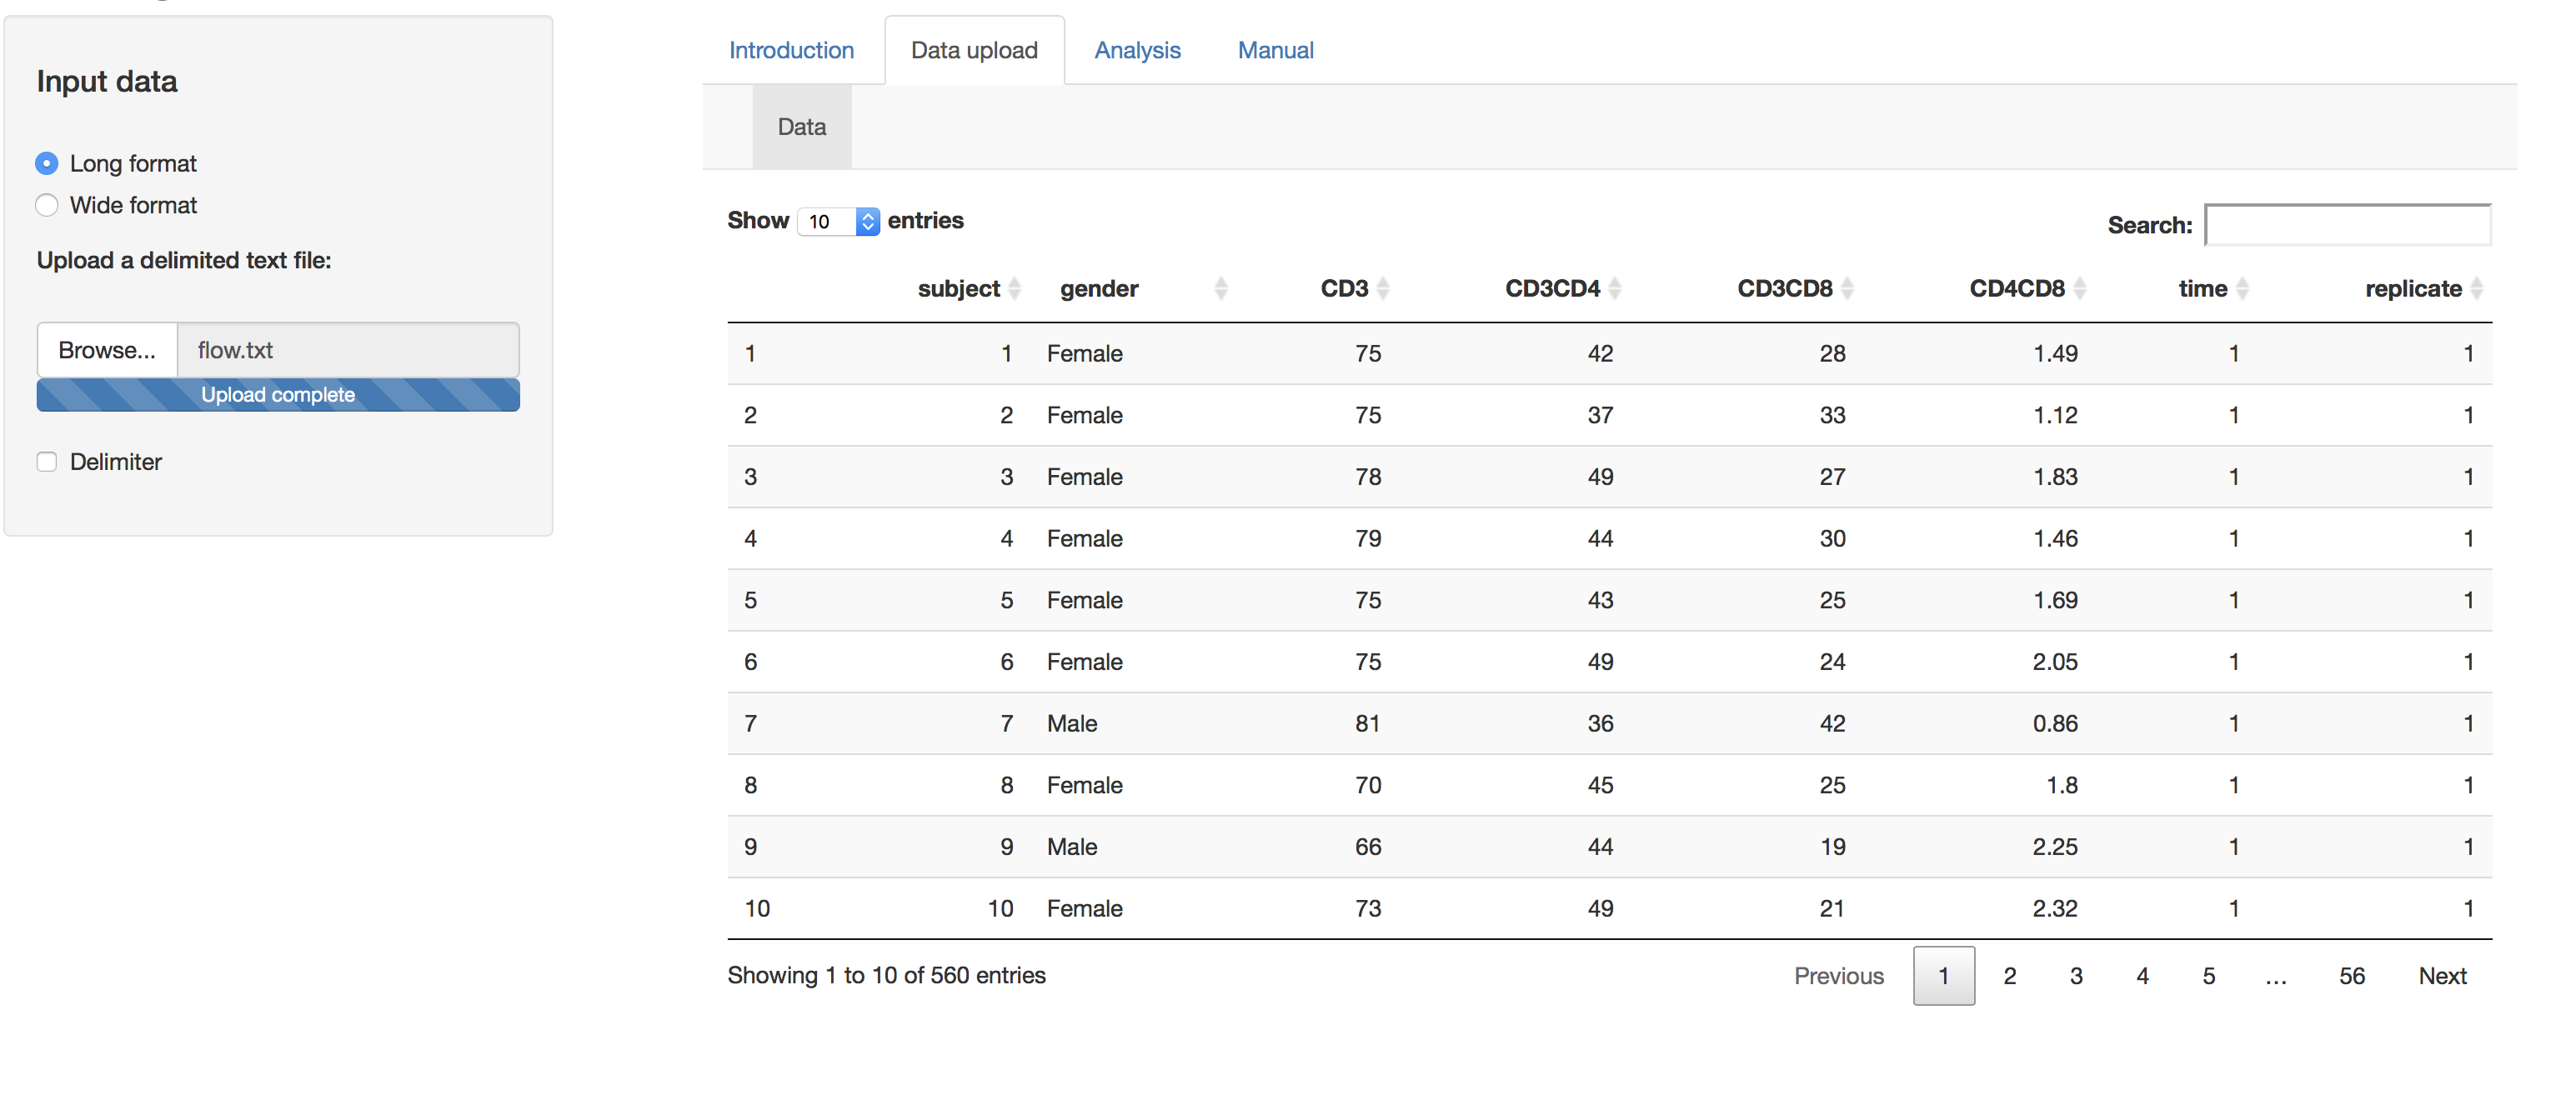 Input data
Long format
Wide format
Upload a delimited text file:
Browse... flow.txt
Upload complete
Delimiter
Introduction Data upload Analysis Manual
Data
Show 10 entries
Search:
subject gender CD3 CD3CD4 CD3CD8 CD4CD8 time replicate
1 1 Female 75 42 28 1.49 1 1
2 2 Female 75 37 33 1.12 1 1
3 3 Female 78 49 27 1.83 1 1
4 4 Female 79 44 30 1.46 1 1
5 5 Female 75 43 25 1.69 1 1
6 6 Female 75 49 24 2.05 1 1
7 7 Male 81 36 42 0.86 1 1
8 8 Female 70 45 25 1.8 1 1
9 9 Male 66 44 19 2.25 1 1
10 10 Female 73 49 21 2.32 1 1
Showing 1 to 10 of 560 entries
Previous 1 2 3 4 5 ... 56 Next